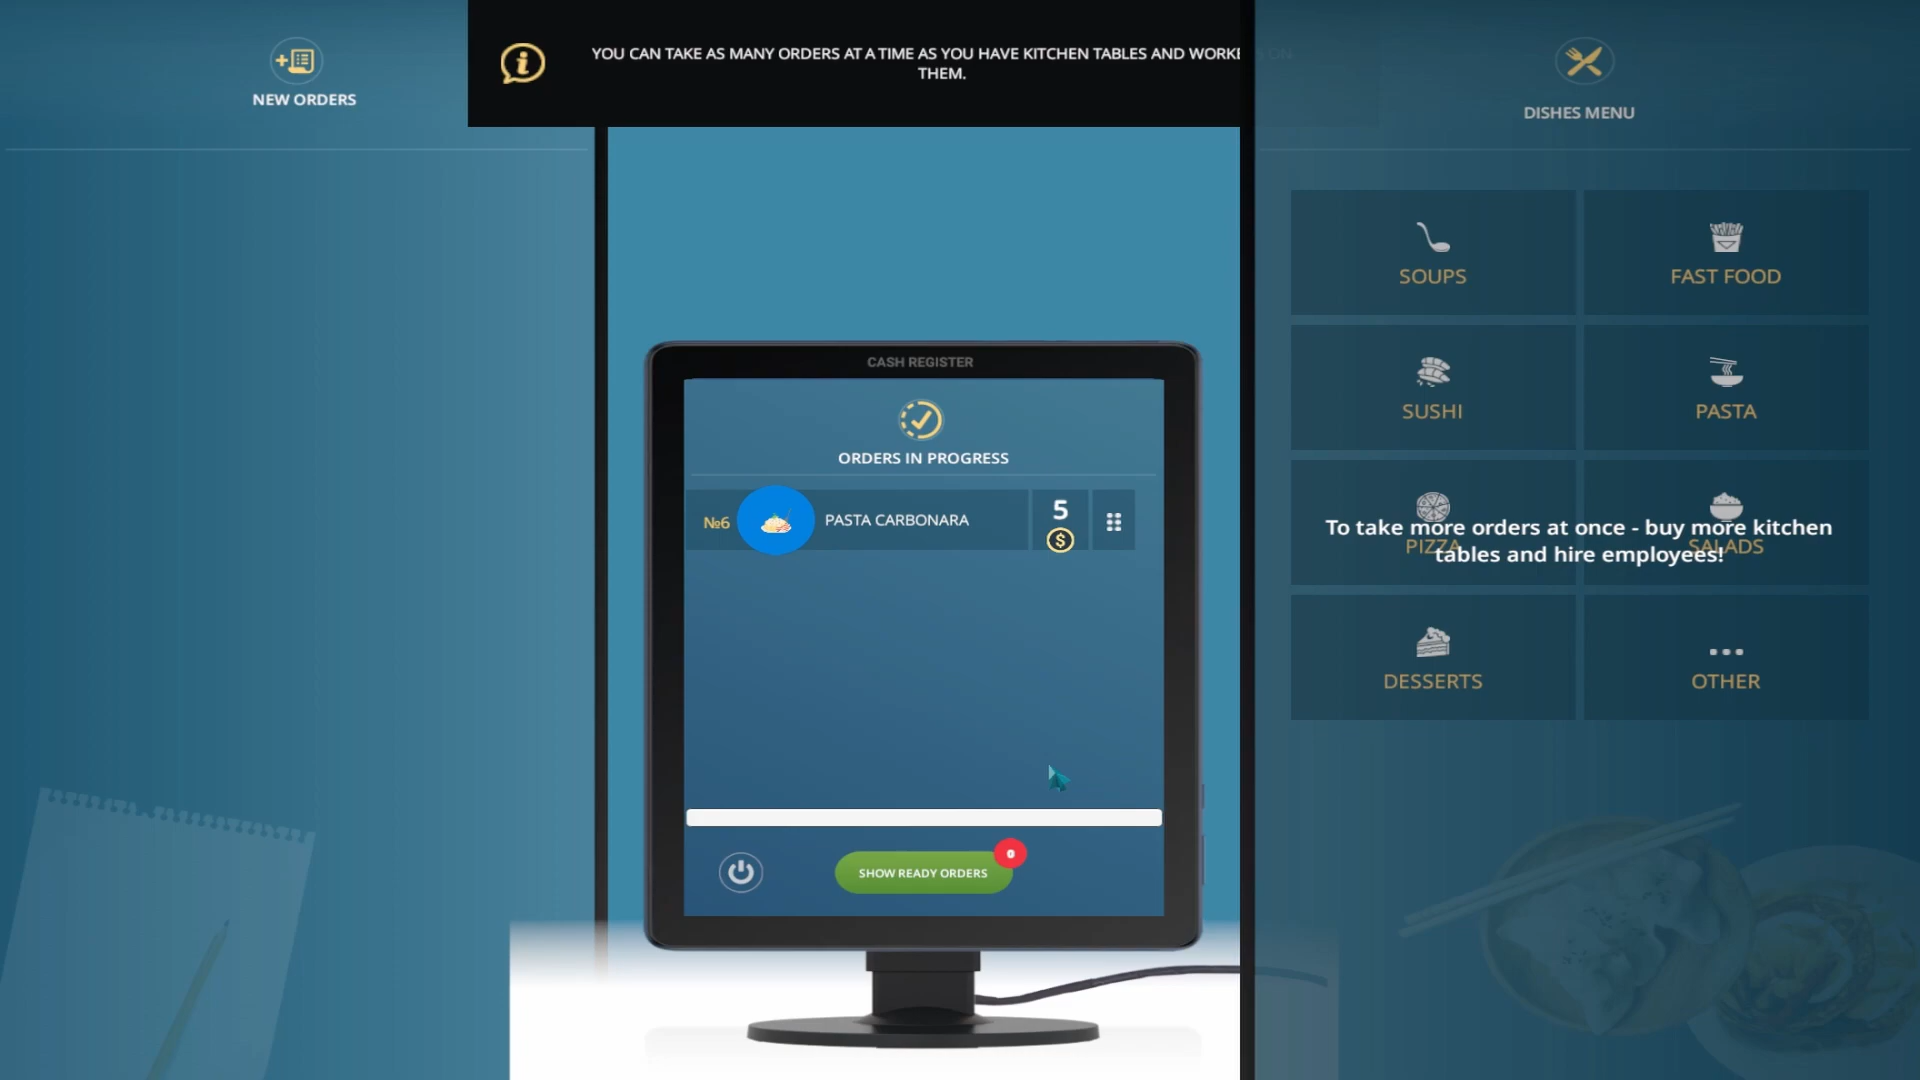 NEW ORDERS
YOU CAN TAKE AS MANY ORDERS AT A TIME AS YOU HAVE KITCHEN TABLES AND WORKERS ON
THEM.
DISHES MENU
SOUPS
FAST FOOD
SUSHI
PASTA
PIZZA
SALADS
To take more orders at once - buy more kitchen
tables and hire employees!
DESSERTS
OTHER
CASH REGISTER
ORDERS IN PROGRESS
№6
PASTA CARBONARA
5
$
SHOW READY ORDERS
0